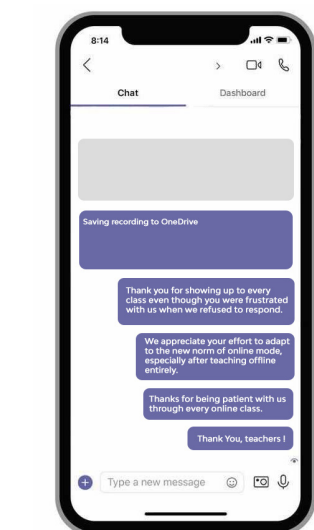 8:14
Chat Dashboard
Saving recording to OneDrive
Thank you for showing up to every
class even though you were frustrated
with us when we refused to respond.
We appreciate your effort to adapt
to the new norm of online mode,
especially after teaching offline
entirely.
Thanks for being patient with us
through every online class.
Thank You, teachers !
Type a new message